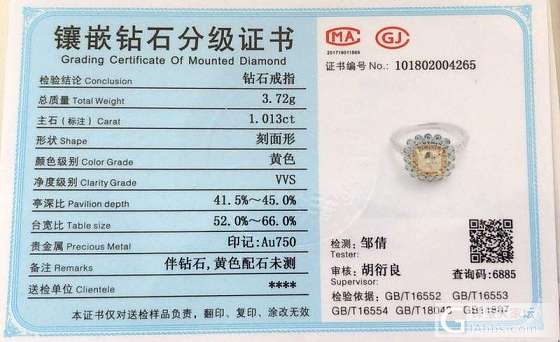 镶嵌钻石分级证书
Grading Certificate Of Mounted Diamond
检验结论 Conclusion 钻石戒指
总质量 Total Weight 3.72g
主石(标注) Carat 1.013ct
形状 Shape 刻面形
颜色级别 Color Grade 黄色
净度级别 Clarity Grade VVS
亭深比 Pavilion depth 41.5%~45.0%
台宽比 Table size 52.0%~66.0%
贵金属 Precious Metal 印记:Au750
备注 Remarks 伴钻石,黄色配石未测
送检单位 Clientele ****
本证书仅对送检样品负责,翻印、复印、涂改无效
CMA GJ
证书编号 No.: 101802004265
检测: 邹倩
Tester:
审核: 胡衍良
Supervisor:
查询码:6885
检验依据: GB/T16552 GB/T16553
GB/T16554